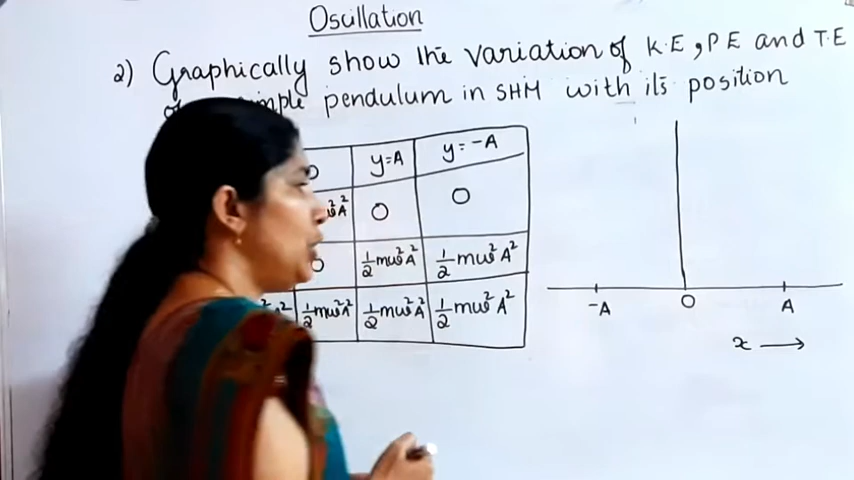 Oscillation
2) Graphically show the variation of K.E, PE and T.E
pendulum in SHM with its position
y=A y=-A
0 0
0 ½mω²A² ½mω²A²
½mω²A² ½mω²A² ½mω²A²
-A O A
x →